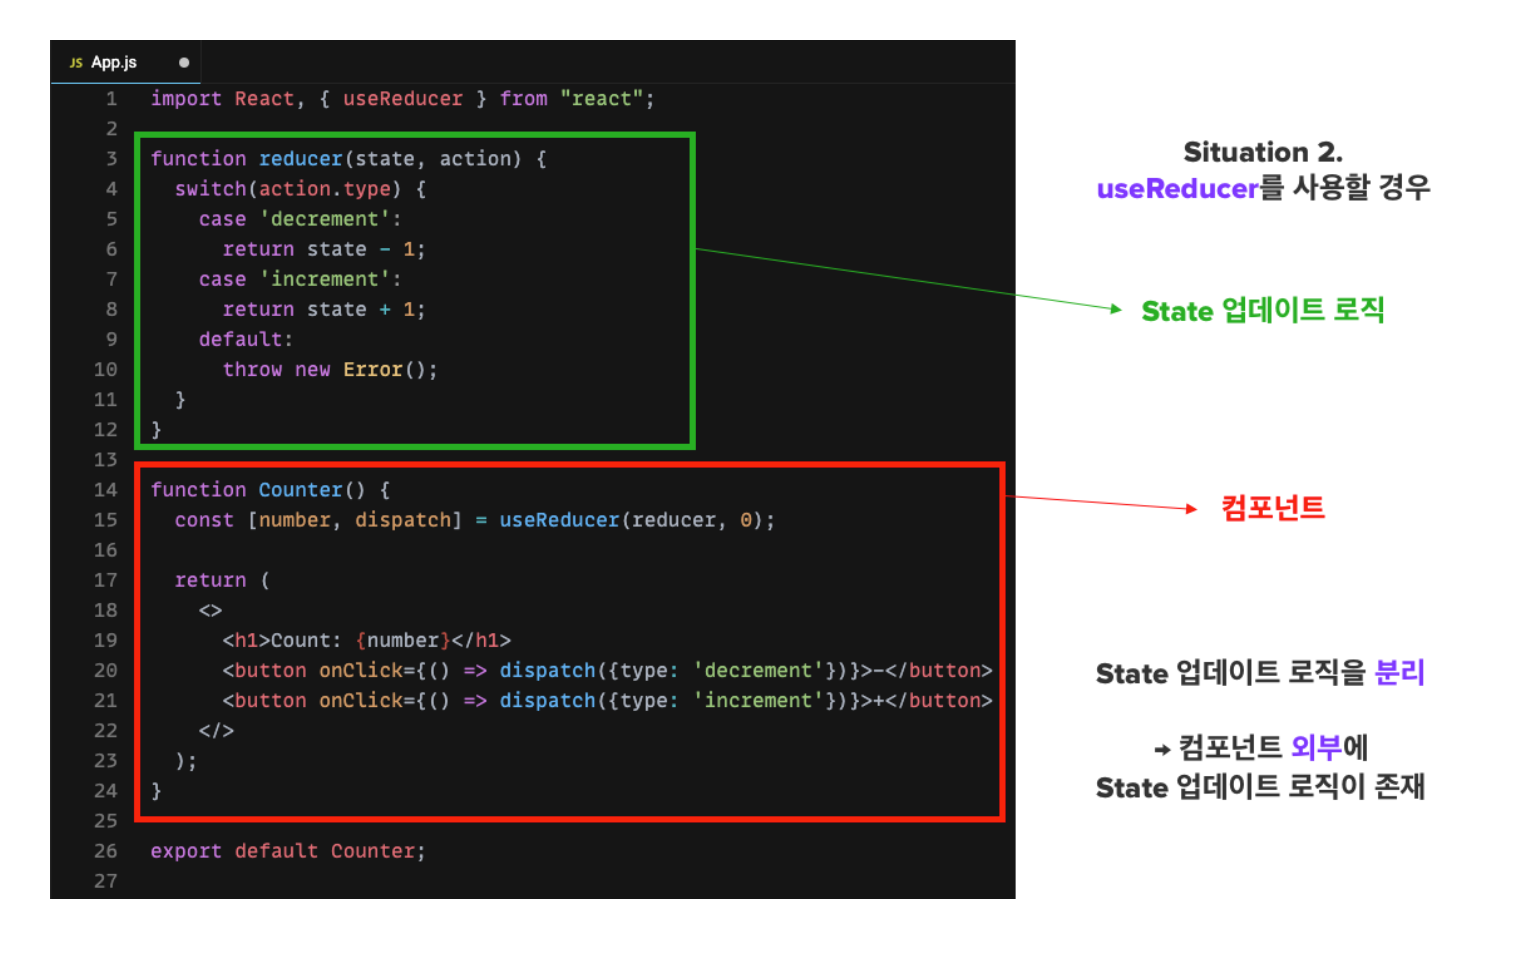 JS App.js
1 import React, { useReducer } from "react";
2
3 function reducer(state, action) {
4 switch(action.type) {
5 case 'decrement':
6 return state - 1;
7 case 'increment':
8 return state + 1;
9 default:
10 throw new Error();
11 }
12 }
13
14 function Counter() {
15 const [number, dispatch] = useReducer(reducer, 0);
16
17 return (
18 <>
19 <h1>Count: {number}</h1>
20 <button onClick={() => dispatch({type: 'decrement'})}>-</button>
21 <button onClick={() => dispatch({type: 'increment'})}>+</button>
22 </>
23 );
24 }
25
26 export default Counter;
27
Situation 2.
useReducer를 사용할 경우
State 업데이트 로직
컴포넌트
State 업데이트 로직을 분리
→ 컴포넌트 외부에
State 업데이트 로직이 존재